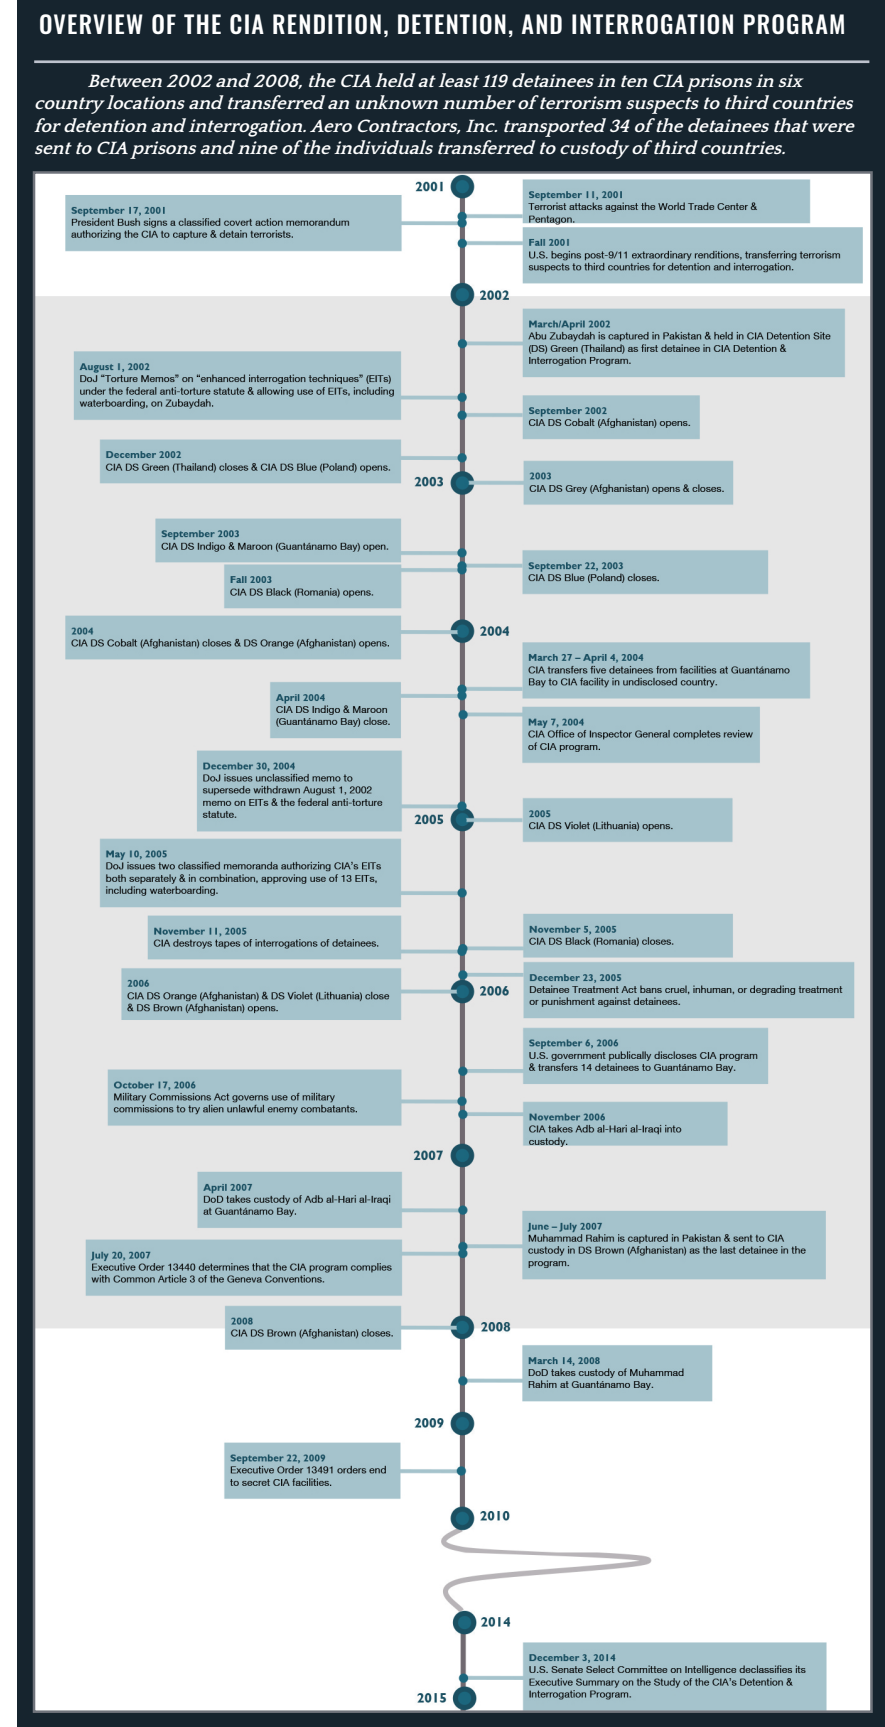 OVERVIEW OF THE CIA RENDITION, DETENTION, AND INTERROGATION PROGRAM
Between 2002 and 2008, the CIA held at least 119 detainees in ten CIA prisons in six
country locations and transferred an unknown number of terrorism suspects to third countries
for detention and interrogation. Aero Contractors, Inc. transported 34 of the detainees that were
sent to CIA prisons and nine of the individuals transferred to custody of third countries.
2001
September 11, 2001
Terrorist attacks against the World Trade Center &
Pentagon.
September 17, 2001
President Bush signs a classified covert action memorandum
authorizing the CIA to capture & detain terrorists.
Fall 2001
U.S. begins post-9/11 extraordinary renditions, transferring terrorism
suspects to third countries for detention and interrogation.
2002
March/April 2002
Abu Zubaydah is captured in Pakistan & held in CIA Detention Site
(DS) Green (Thailand) as first detainee in CIA Detention &
Interrogation Program.
August 1, 2002
DoJ “Torture Memos” on “enhanced interrogation techniques” (EITs)
under the federal anti-torture statute & allowing use of EITs, including
waterboarding, on Zubaydah.
September 2002
CIA DS Cobalt (Afghanistan) opens.
December 2002
CIA DS Green (Thailand) closes & CIA DS Blue (Poland) opens.
2003
2003
CIA DS Grey (Afghanistan) opens & closes.
September 2003
CIA DS Indigo & Maroon (Guantánamo Bay) open.
September 22, 2003
CIA DS Blue (Poland) closes.
Fall 2003
CIA DS Black (Romania) opens.
2004
CIA DS Cobalt (Afghanistan) closes & DS Orange (Afghanistan) opens.
2004
March 27 – April 4, 2004
CIA transfers five detainees from facilities at Guantánamo
Bay to CIA facility in undisclosed country.
April 2004
CIA DS Indigo & Maroon
(Guantánamo Bay) close.
May 7, 2004
CIA Office of Inspector General completes review
of CIA program.
December 30, 2004
DoJ issues unclassified memo to
supersede withdrawn August 1, 2002
memo on EITs & the federal anti-torture
statute.
2005
2005
CIA DS Violet (Lithuania) opens.
May 10, 2005
DoJ issues two classified memoranda authorizing CIA’s EITs
both separately & in combination, approving use of 13 EITs,
including waterboarding.
November 5, 2005
CIA DS Black (Romania) closes.
November 11, 2005
CIA destroys tapes of interrogations of detainees.
December 23, 2005
Detainee Treatment Act bans cruel, inhuman, or degrading treatment
or punishment against detainees.
2006
CIA DS Orange (Afghanistan) & DS Violet (Lithuania) close
& DS Brown (Afghanistan) opens.
2006
September 6, 2006
U.S. government publically discloses CIA program
& transfers 14 detainees to Guantánamo Bay.
October 17, 2006
Military Commissions Act governs use of military
commissions to try alien unlawful enemy combatants.
November 2006
CIA takes Adb al-Hari al-Iraqi into
custody.
2007
April 2007
DoD takes custody of Adb al-Hari al-Iraqi
at Guantánamo Bay.
June – July 2007
Muhammad Rahim is captured in Pakistan & sent to CIA
custody in DS Brown (Afghanistan) as the last detainee in the
program.
July 20, 2007
Executive Order 13440 determines that the CIA program complies
with Common Article 3 of the Geneva Conventions.
2008
CIA DS Brown (Afghanistan) closes.
2008
March 14, 2008
DoD takes custody of Muhammad
Rahim at Guantánamo Bay.
2009
September 22, 2009
Executive Order 13491 orders end
to secret CIA facilities.
2010
2014
December 3, 2014
U.S. Senate Select Committee on Intelligence declassifies its
Executive Summary on the Study of the CIA’s Detention &
Interrogation Program.
2015